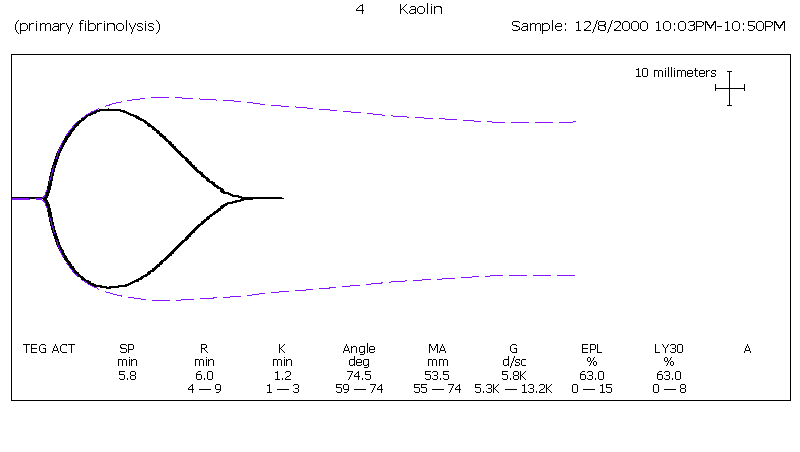 4 Kaolin
(primary fibrinolysis) Sample: 12/8/2000 10:03PM-10:50PM
10 millimeters
TEG ACT SP R K Angle MA G EPL LY30 A
min min min deg mm d/sc % %
5.8 6.0 1.2 74.5 53.5 5.8K 63.0 63.0
4 — 9 1 — 3 59 — 74 55 — 74 5.3K — 13.2K 0 — 15 0 — 8